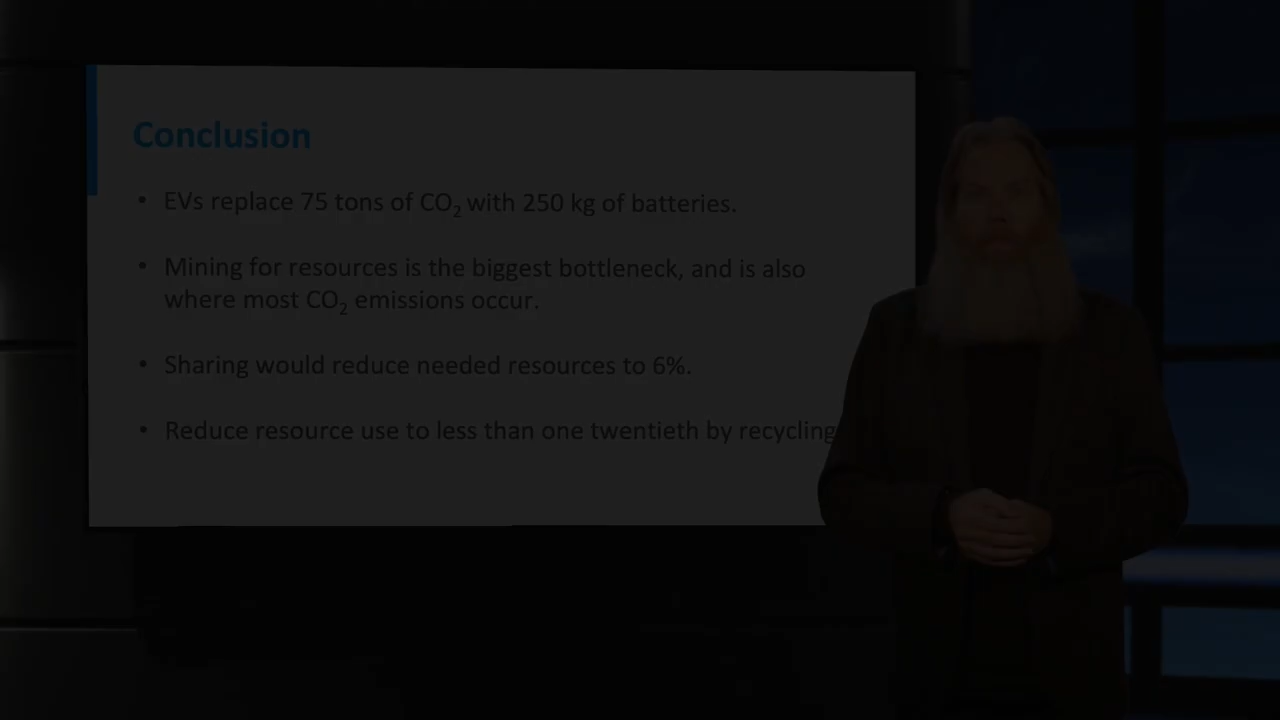 Conclusion
• EVs replace 75 tons of CO₂ with 250 kg of batteries.
• Mining for resources is the biggest bottleneck, and is also
where most CO₂ emissions occur.
• Sharing would reduce needed resources to 6%.
• Reduce resource use to less than one twentieth by recycling